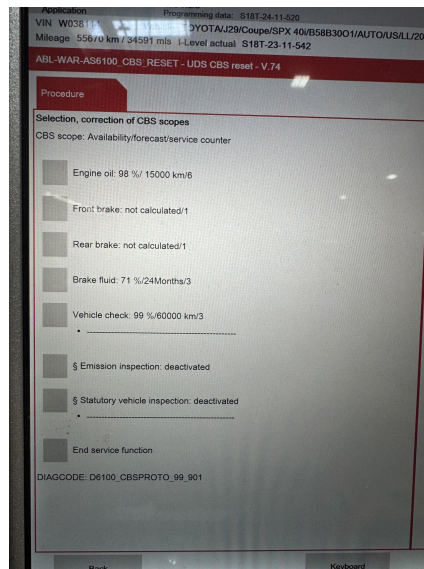 Application
Programming data: S18T-24-11-520
VIN W0381
OYOTA/J29/Coupe/SPX 40i/B58B30O1/AUTO/US/LL/20
Mileage 55670 km / 34591 mls I-Level actual S18T-23-11-542
ABL-WAR-AS6100_CBS_RESET - UDS CBS reset - V.74
Procedure
Selection, correction of CBS scopes
CBS scope: Availability/forecast/service counter
Engine oil: 98 %/ 15000 km/6
Front brake: not calculated/1
Rear brake: not calculated/1
Brake fluid: 71 %/24Months/3
Vehicle check: 99 %/60000 km/3
• --------------------------------------------------
§ Emission inspection: deactivated
§ Statutory vehicle inspection: deactivated
• --------------------------------------------------
End service function
DIAGCODE: D6100_CBSPROTO_99_901
Back
Keyboard